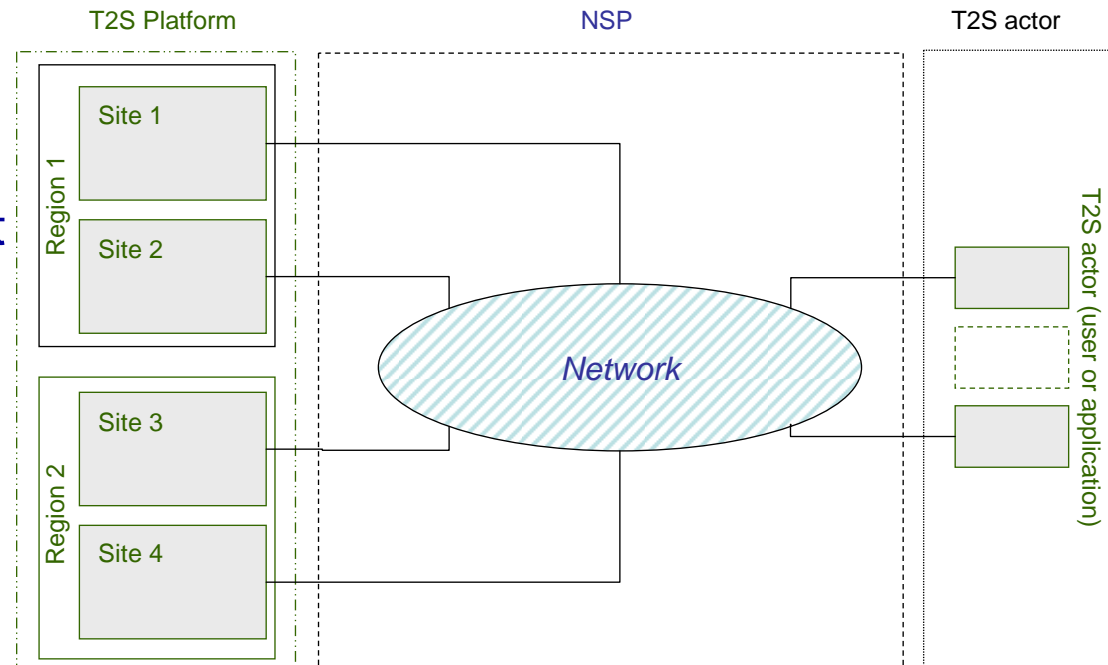 T2S Platform
NSP
T2S actor
Region 1
Site 1
Site 2
Region 2
Site 3
Site 4
Network
T2S actor (user or application)